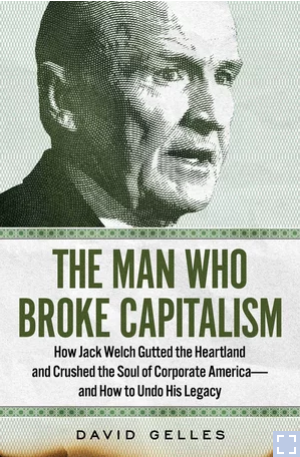 THE MAN WHO
BROKE CAPITALISM
How Jack Welch Gutted the Heartland
and Crushed the Soul of Corporate America—
and How to Undo His Legacy
DAVID GELLES